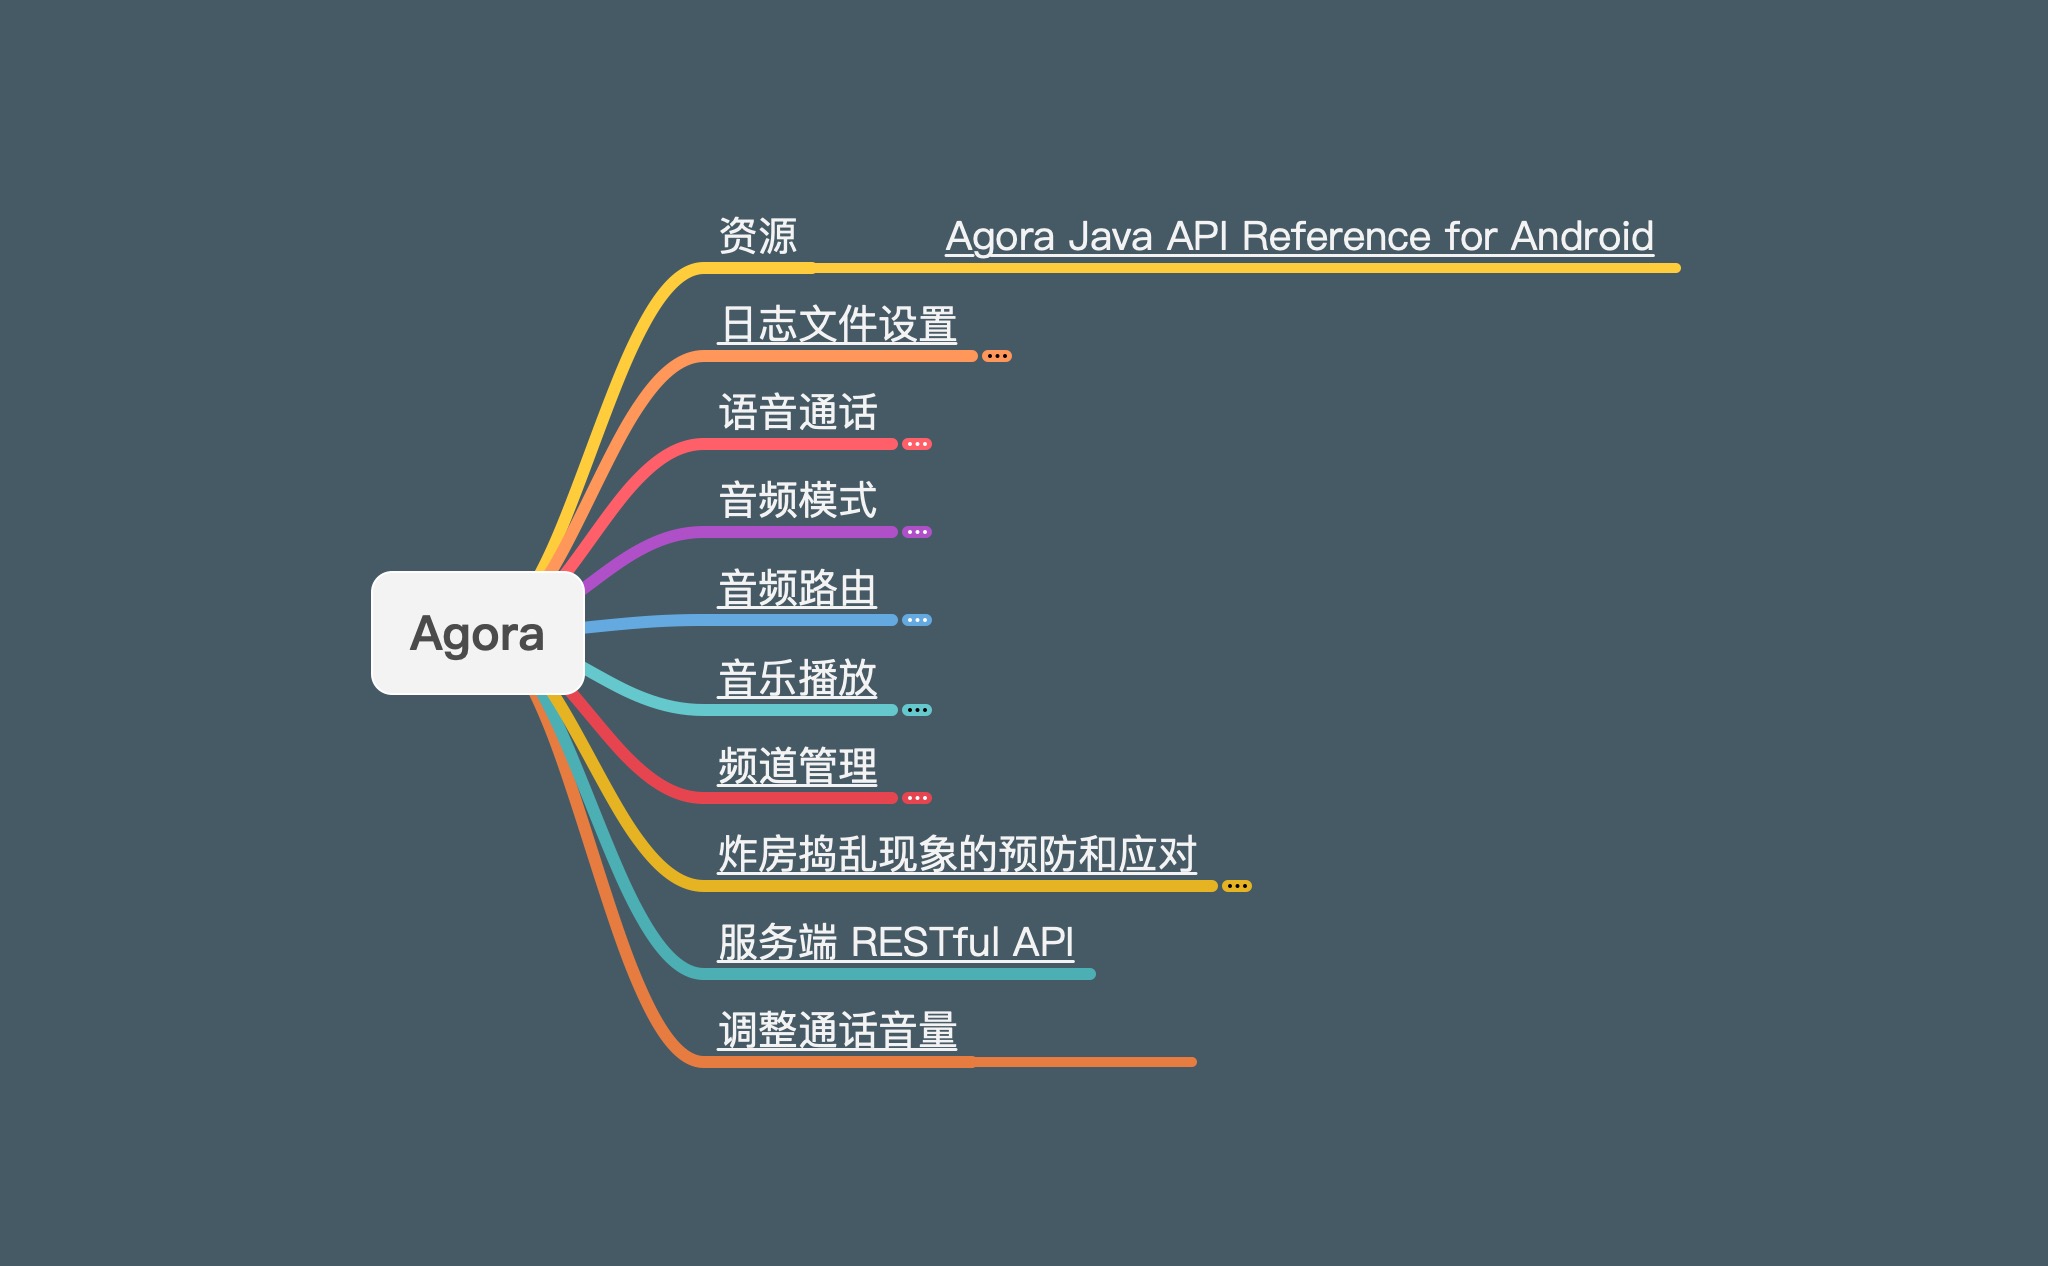 资源
Agora Java API Reference for Android
日志文件设置
语音通话
音频模式
音频路由
Agora
音乐播放
频道管理
炸房捣乱现象的预防和应对
服务端 RESTful API
调整通话音量